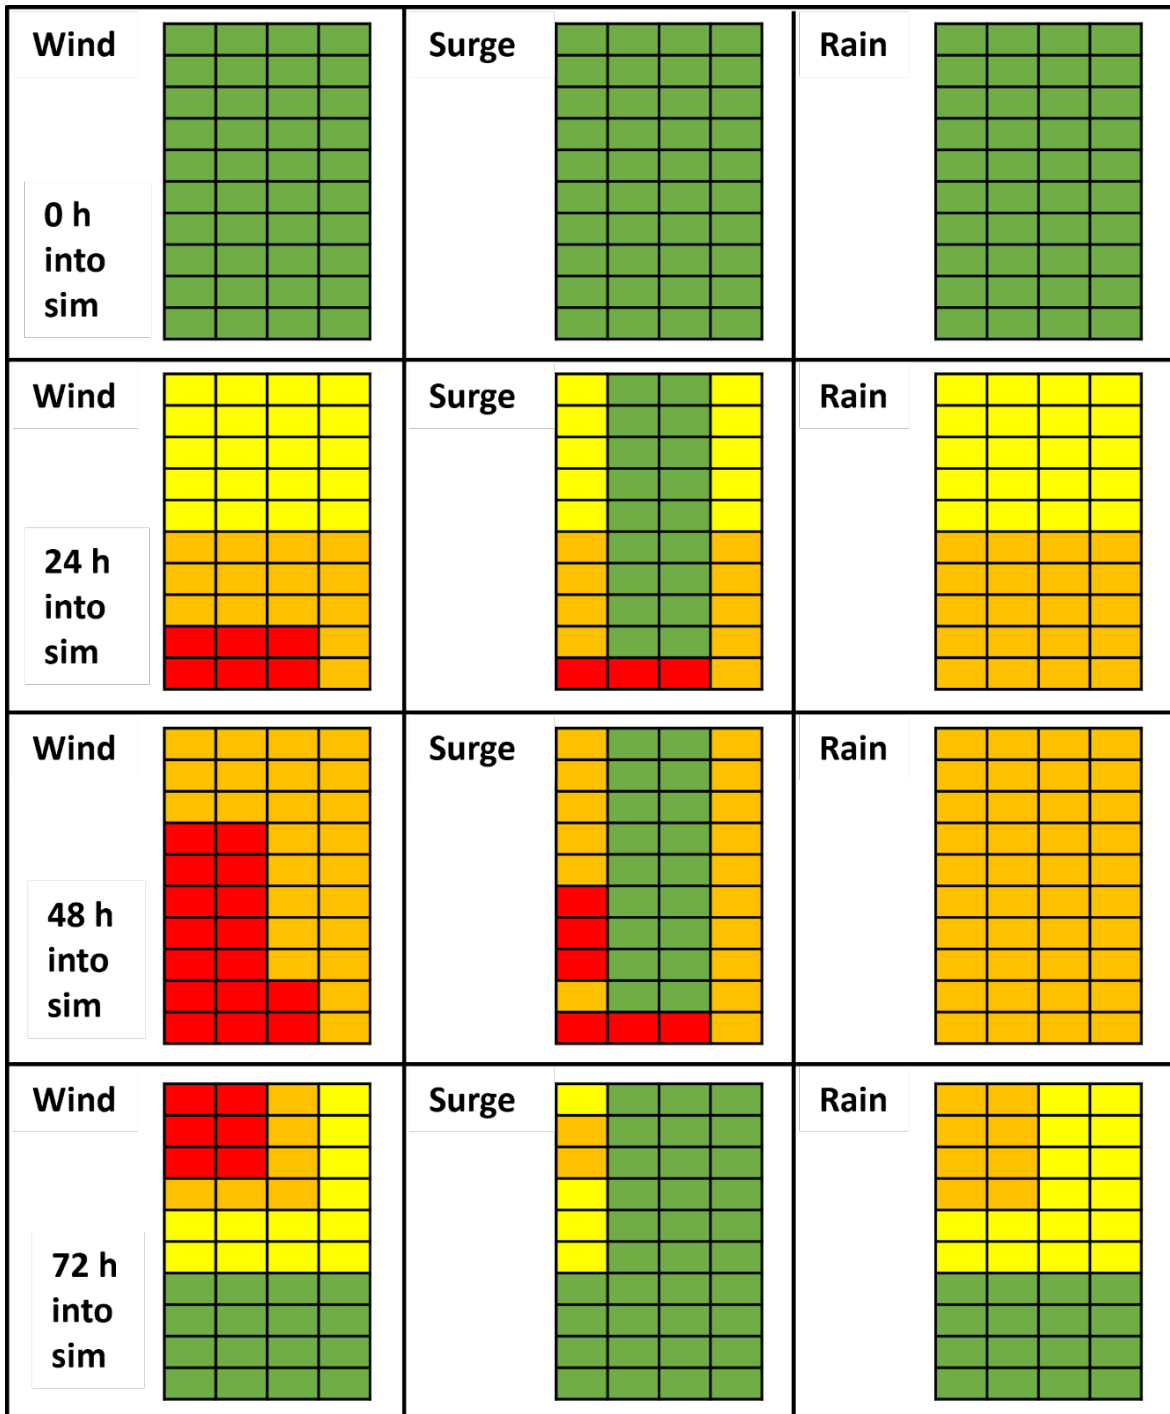 Wind
Surge
Rain
0 h
into
sim
Wind
Surge
Rain
24 h
into
sim
Wind
Surge
Rain
48 h
into
sim
Wind
Surge
Rain
72 h
into
sim